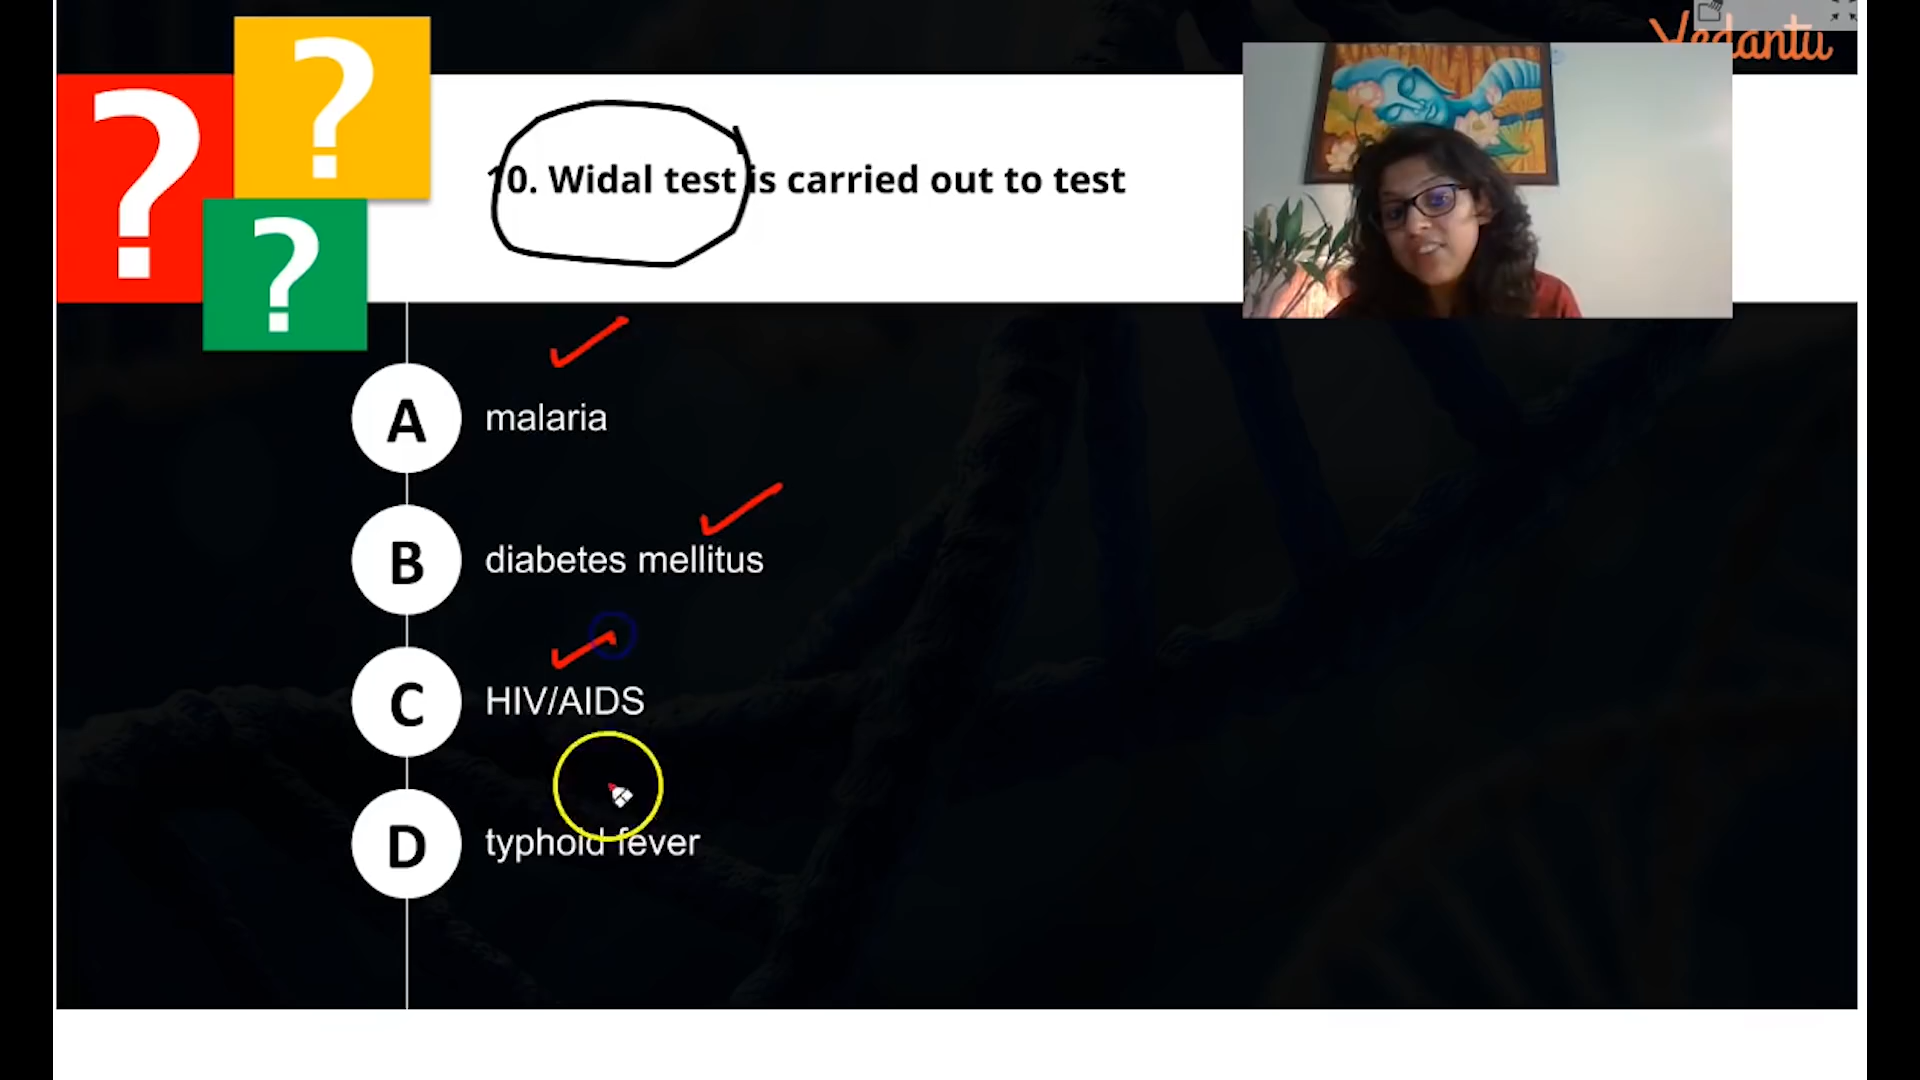 ?
?
?
Vedantu
10. Widal test is carried out to test
A malaria
B diabetes mellitus
C HIV/AIDS
D typhoid fever